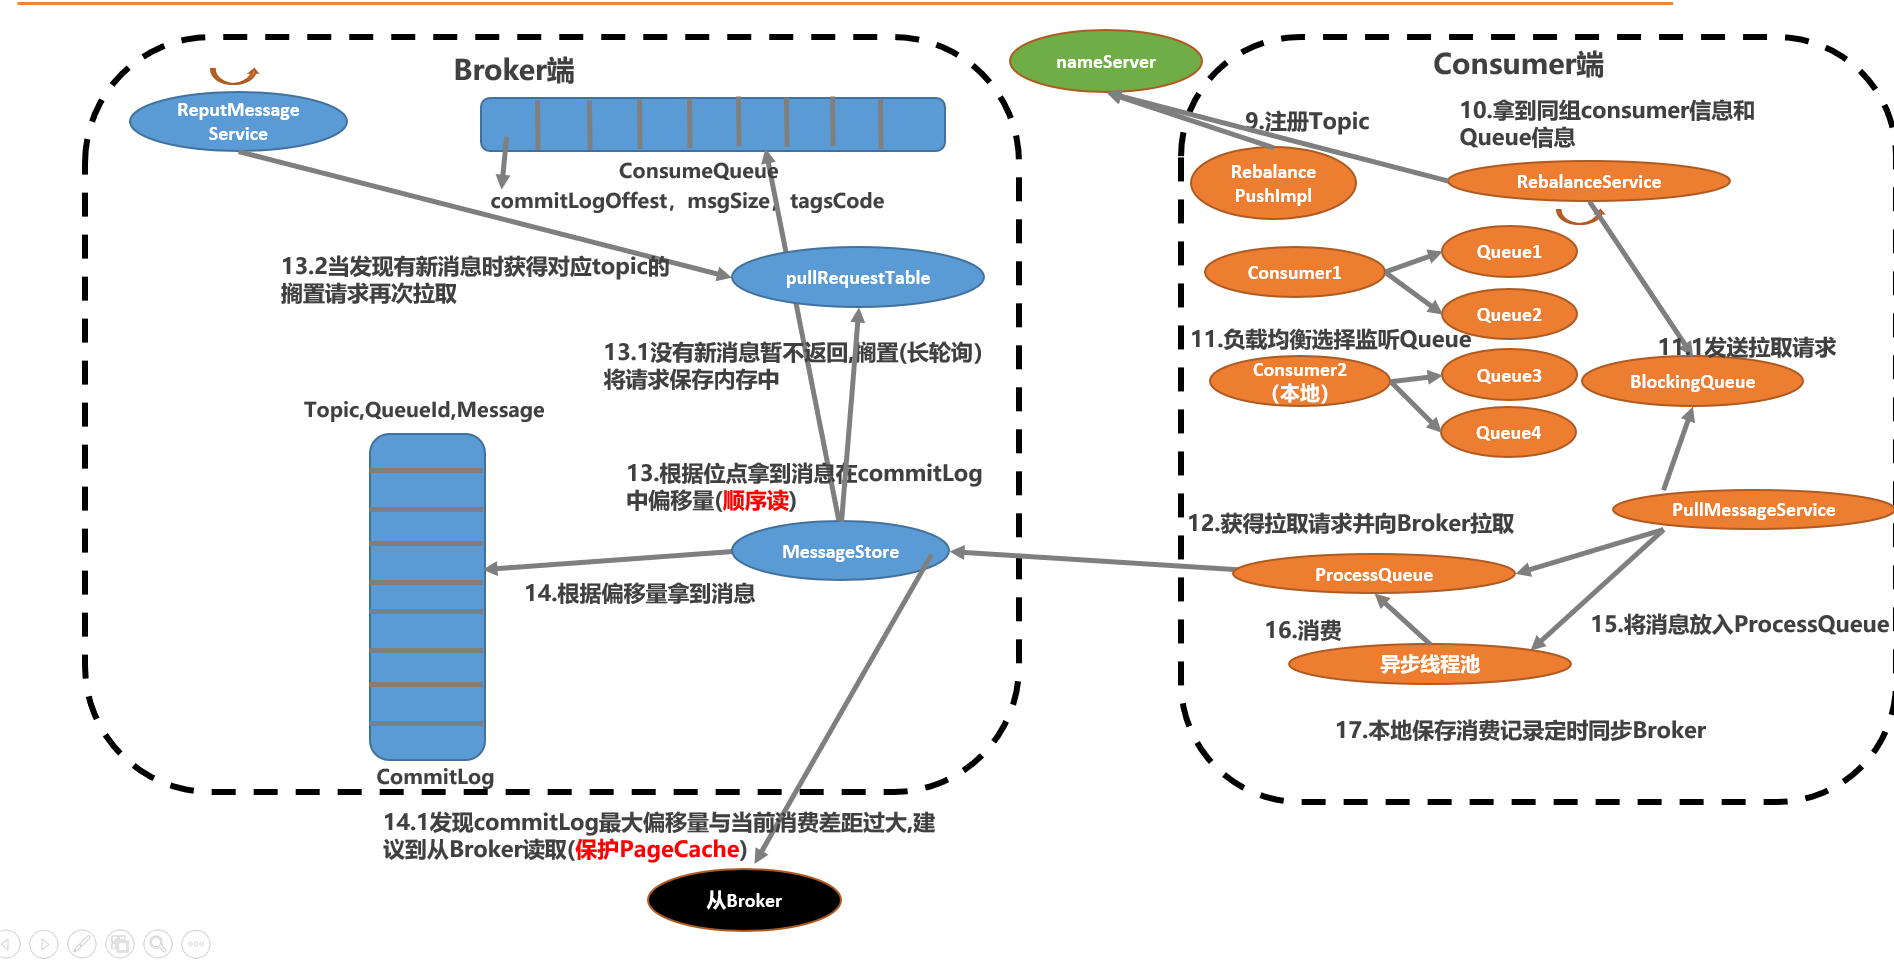 Broker端
ReputMessage
Service
ConsumeQueue
commitLogOffest，msgSize，tagsCode
13.2当发现有新消息时获得对应topic的
搁置请求再次拉取
pullRequestTable
13.1没有新消息暂不返回,搁置(长轮询)
将请求保存内存中
Topic,QueueId,Message
13.根据位点拿到消息在commitLog
中偏移量(顺序读)
MessageStore
14.根据偏移量拿到消息
CommitLog
14.1发现commitLog最大偏移量与当前消费差距过大,建
议到从Broker读取(保护PageCache)
从Broker
nameServer
Consumer端
9.注册Topic
10.拿到同组consumer信息和
Queue信息
Rebalance
PushImpl
RebalanceService
Consumer1
Queue1
Queue2
11.负载均衡选择监听Queue
11.1发送拉取请求
Consumer2
（本地）
Queue3
Queue4
BlockingQueue
PullMessageService
12.获得拉取请求并向Broker拉取
ProcessQueue
15.将消息放入ProcessQueue
16.消费
异步线程池
17.本地保存消费记录定时同步Broker